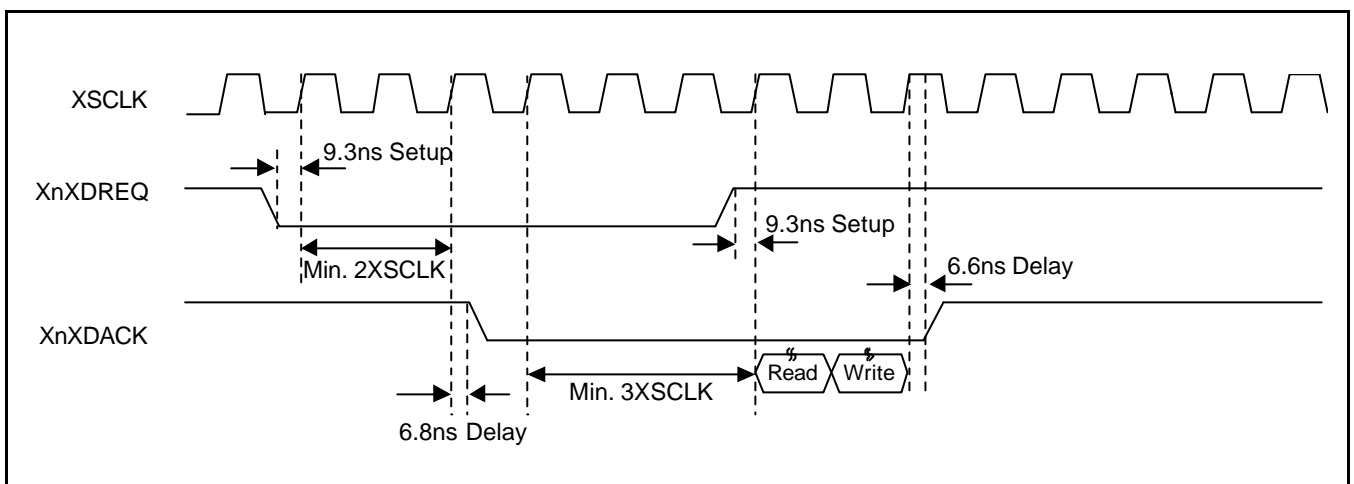 XSCLK
9.3ns Setup
XnXDREQ
9.3ns Setup
Min. 2XSCLK
6.6ns Delay
XnXDACK
Read
Write
Min. 3XSCLK
6.8ns Delay